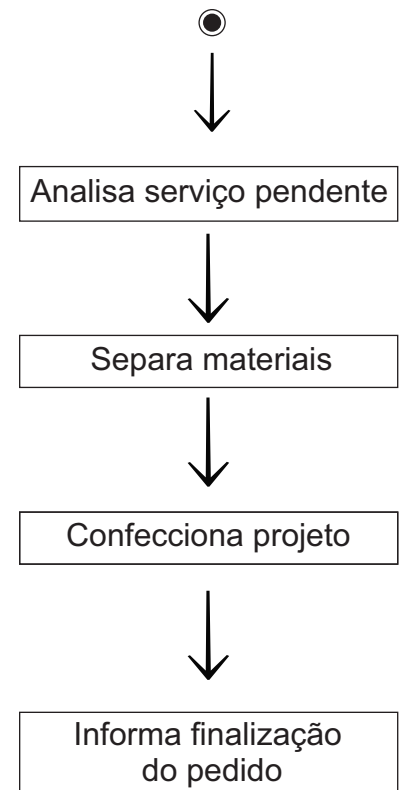 Analisa serviço pendente
Separa materiais
Confecciona projeto
Informa finalização
do pedido